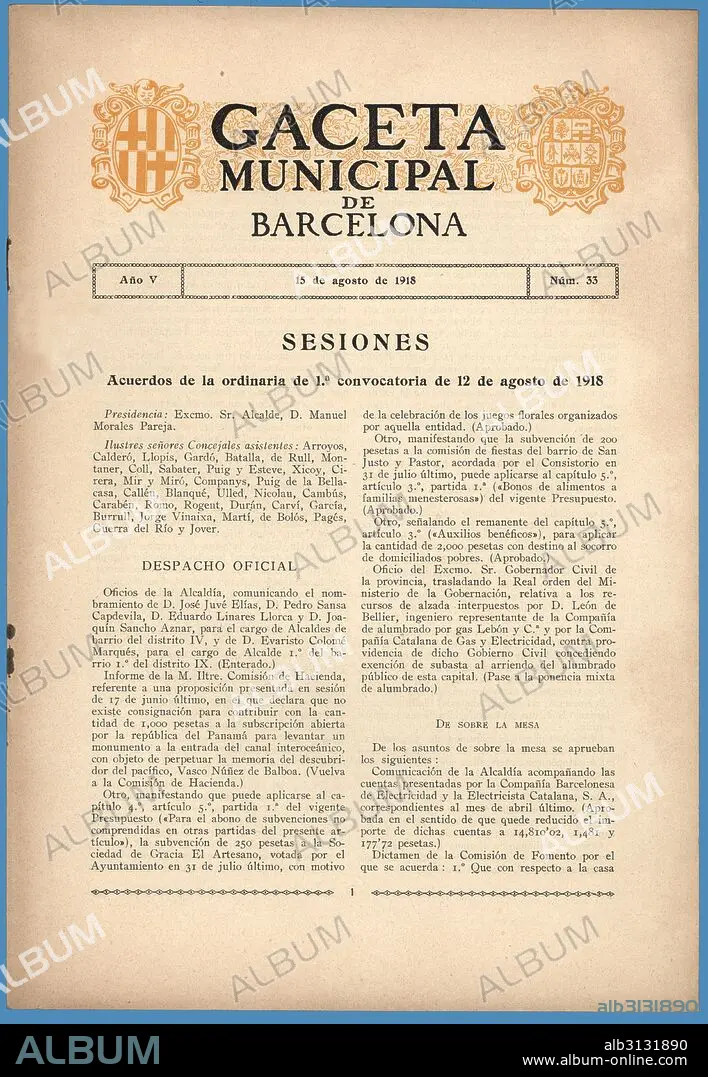 GACETA
MUNICIPAL
DE
BARCELONA
Año V
15 de agosto de 1918
Núm. 33
SESIONES
Acuerdos de la ordinaria de 1.ª convocatoria de 12 de agosto de 1918
Presidencia: Excmo. Sr. Alcalde, D. Manuel
Morales Pareja.
Ilustres señores Concejales asistentes: Arroyos,
Calderó, Llopis, Gardó, Batalla, de Rull, Mon-
taner, Coll, Sabater, Puig y Esteve, Xicoy, Ci-
rera, Mir y Miró, Companys, Puig de la Bella-
casa, Callén, Blanqué, Ulled, Nicolau, Cambús,
Carabén, Romo, Rogent, Durán, Carví, García,
Burrull, Jorge Vinaixa, Martí, de Bolós, Pagés,
Guerra del Río y Jover.
DESPACHO OFICIAL
Oficios de la Alcaldía, comunicando el nom-
bramiento de D. José Juvé Elías, D. Pedro Sansa
Capdevila, D. Eduardo Linares Llorca y D. Joa-
quín Sancho Aznar, para el cargo de Alcaldes de
barrio del distrito IV, y de D. Evaristo Colomé
Marqués, para el cargo de Alcalde 1.º del ba-
rrio 1.º del distrito IX. (Enterado.)
Informe de la M. Iltre. Comisión de Hacienda,
referente a una proposición presentada en sesión
de 17 de junio último, en el que declara que no
existe consignación para contribuir con la can-
tidad de 1,000 pesetas a la subscripción abierta
por la república del Panamá para levantar un
monumento a la entrada del canal interoceánico,
con objeto de perpetuar la memoria del descubri-
dor del pacífico, Vasco Núñez de Balboa. (Vuelva
a la Comisión de Hacienda.)
Otro, manifestando que puede aplicarse al ca-
pítulo 4.º, artículo 5.º, partida 1.ª del vigente
Presupuesto («Para el abono de subvenciones no
comprendidas en otras partidas del presente ar-
tículo»), la subvención de 250 pesetas a la So-
ciedad de Gracia El Artesano, votada por el
Ayuntamiento en 31 de julio último, con motivo
de la celebración de los juegos florales organizados
por aquella entidad. (Aprobado.)
Otro, manifestando que la subvención de 200
pesetas a la comisión de fiestas del barrio de San
Justo y Pastor, acordada por el Consistorio en
31 de julio último, puede aplicarse al capítulo 5.º,
artículo 3.º, partida 1.ª («Bonos de alimentos a
familias menesterosas») del vigente Presupuesto.
(Aprobado.)
Otro, señalando el remanente del capítulo 5.º,
artículo 3.º («Auxilios benéficos»), para aplicar
la cantidad de 2,000 pesetas con destino al socorro
de domiciliados pobres. (Aprobado.)
Oficio del Excmo. Sr. Gobernador Civil de
la provincia, trasladando la Real orden del Mi-
nisterio de la Gobernación, relativa a los re-
cursos de alzada interpuestos por D. León de
Bellier, ingeniero representante de la Compañía
de alumbrado por gas Lebón y C.ª y por la Com-
pañía Catalana de Gas y Electricidad, contra pro-
videncia de dicho Gobierno Civil concediendo
exención de subasta al arriendo del alumbrado
público de esta capital. (Pase a la ponencia mixta
de alumbrado.)
DE SOBRE LA MESA
De los asuntos de sobre la mesa se aprueban
los siguientes:
Comunicación de la Alcaldía acompañando las
cuentas presentadas por la Compañía Barcelonesa
de Electricidad y la Electricista Catalana, S. A.,
correspondientes al mes de abril último. (Apro-
bada en el sentido de que quede reducido el im-
porte de dichas cuentas a 14,810'02, 1,481 y
177'72 pesetas.)
Dictamen de la Comisión de Fomento por el
que se acuerda: 1.º Que con respecto a la casa
1
alb3131890
ALBUM
alb3131890
www.album-online.com